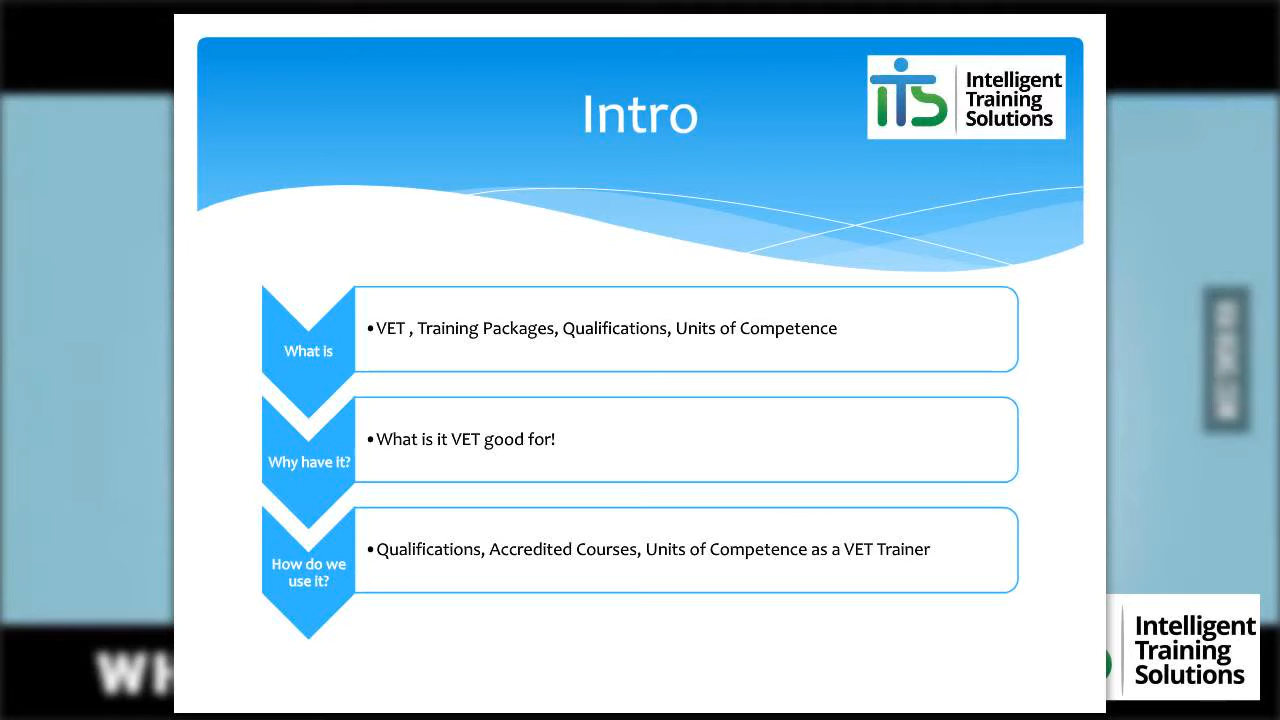 Intro
iTS
Intelligent
Training
Solutions
What is
•VET , Training Packages, Qualifications, Units of Competence
Why have it?
•What is it VET good for!
How do we
use it?
•Qualifications, Accredited Courses, Units of Competence as a VET Trainer
WH
Intelligent
Training
Solutions